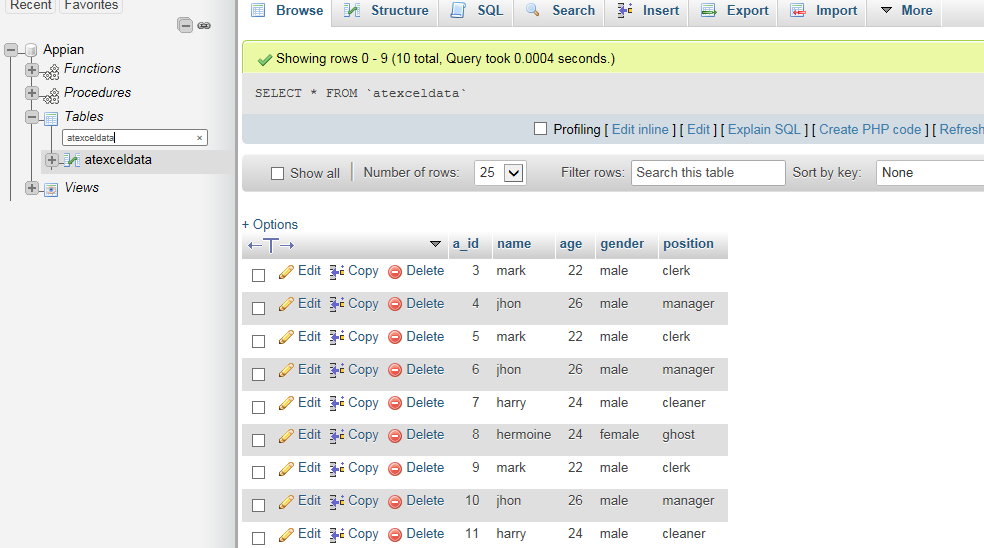 Recent Favorites
Appian
Functions
Procedures
Tables
atexceldata ×
atexceldata
Views
Browse Structure SQL Search Insert Export Import More
Showing rows 0 - 9 (10 total, Query took 0.0004 seconds.)
SELECT * FROM `atexceldata`
Profiling [ Edit inline ] [ Edit ] [ Explain SQL ] [ Create PHP code ] [ Refresh
Show all Number of rows: 25 Filter rows: Search this table Sort by key: None
+ Options
←T→ a_id name age gender position
Edit Copy Delete 3 mark 22 male clerk
Edit Copy Delete 4 jhon 26 male manager
Edit Copy Delete 5 mark 22 male clerk
Edit Copy Delete 6 jhon 26 male manager
Edit Copy Delete 7 harry 24 male cleaner
Edit Copy Delete 8 hermoine 24 female ghost
Edit Copy Delete 9 mark 22 male clerk
Edit Copy Delete 10 jhon 26 male manager
Edit Copy Delete 11 harry 24 male cleaner